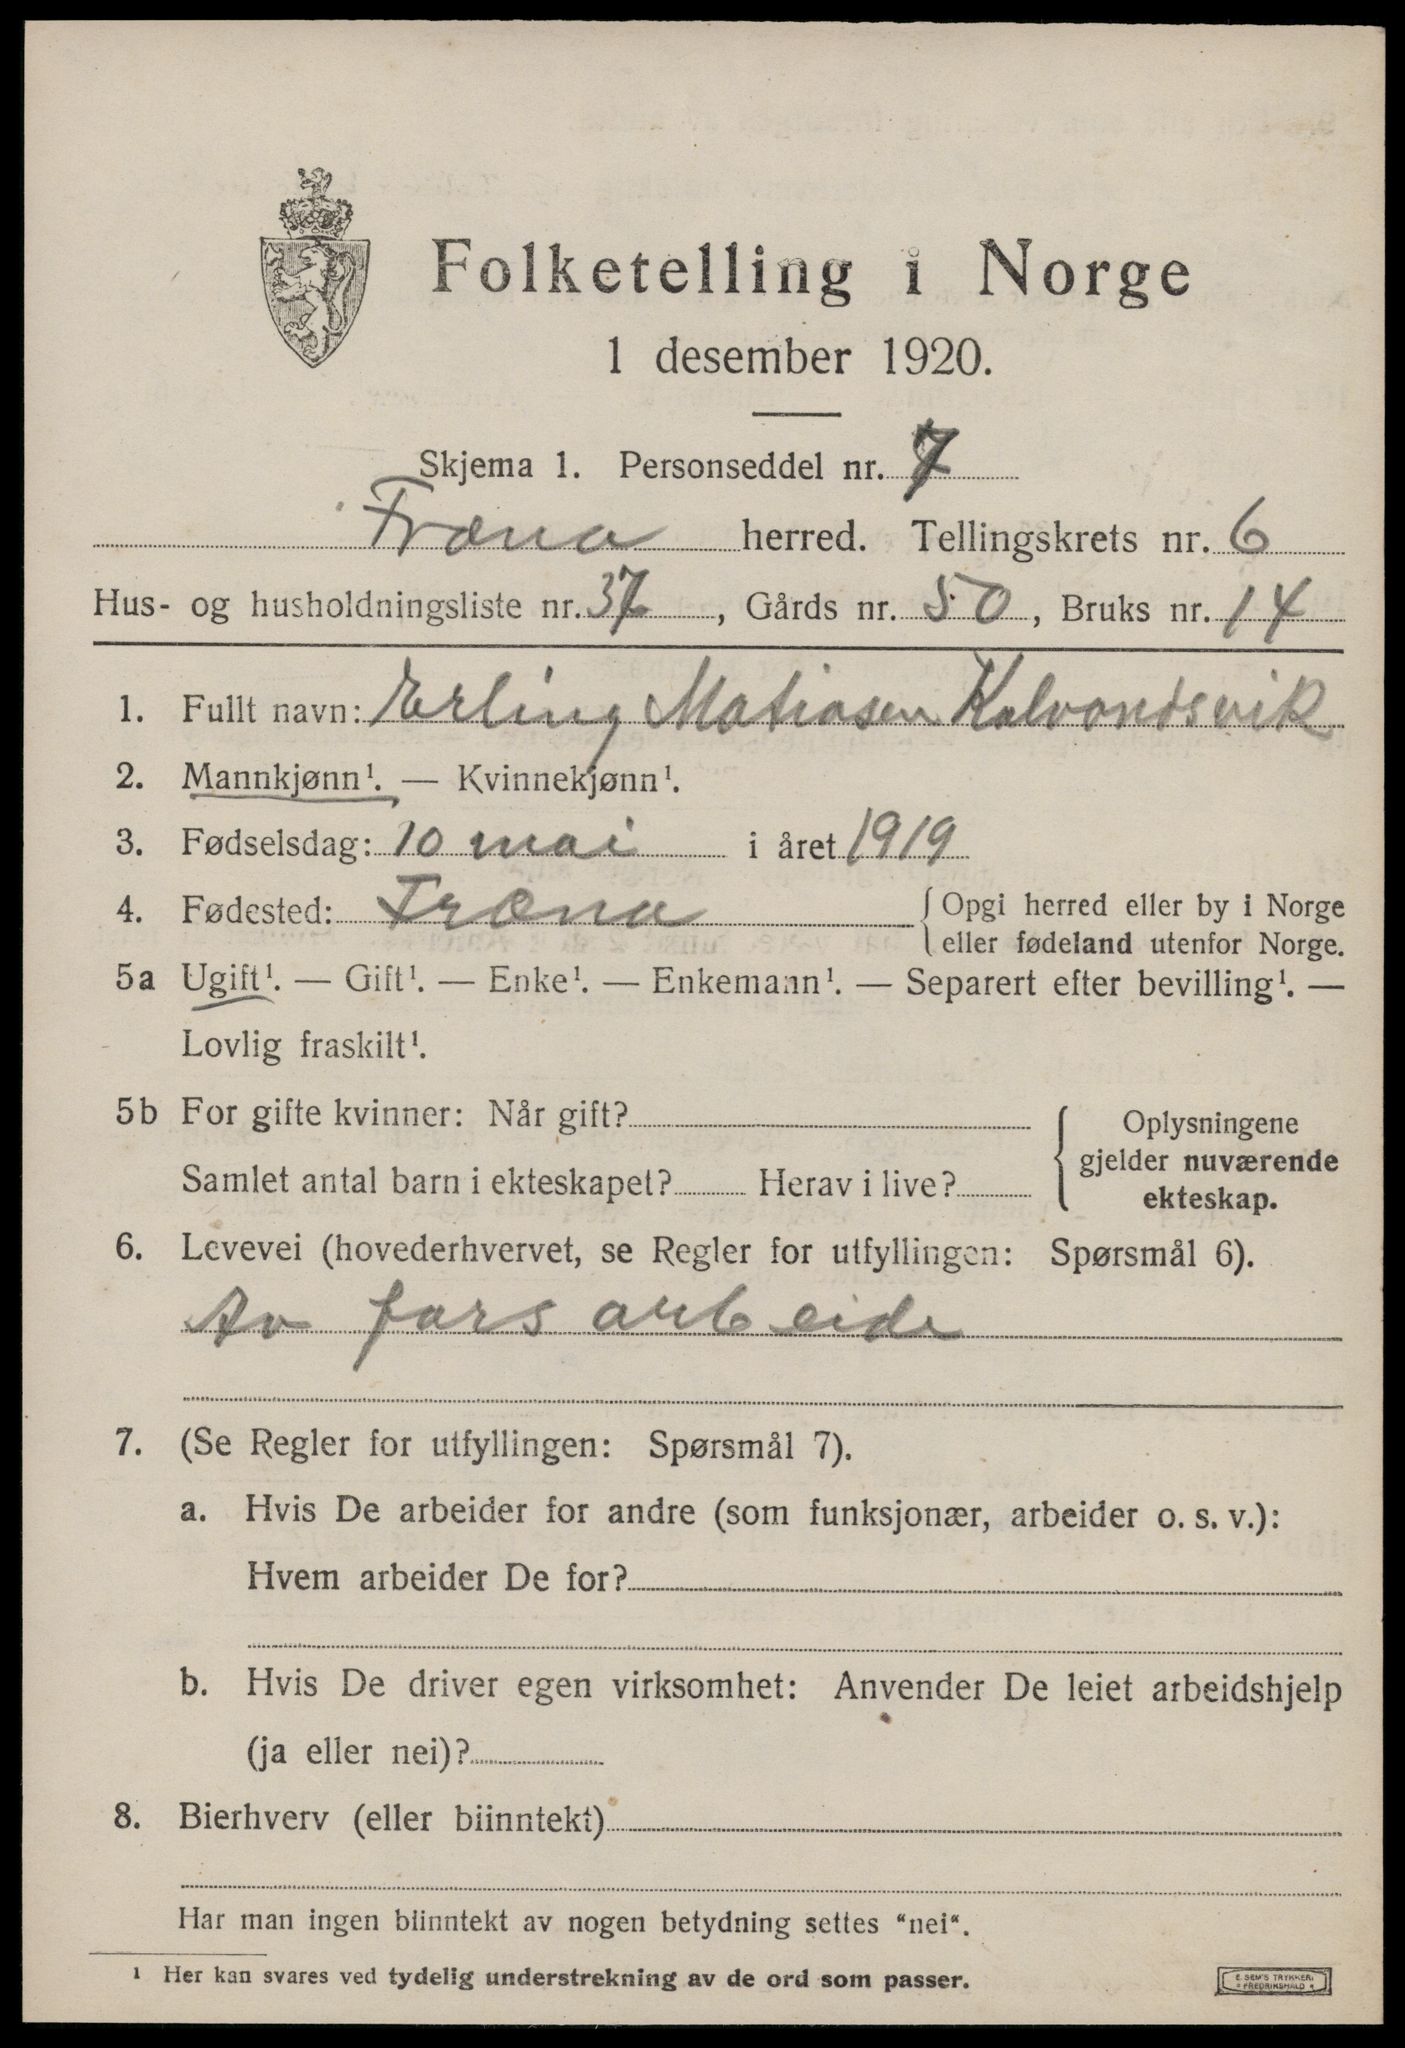 Folketelling i Norge
1 desember 1920.
Skjema 1. Personseddel nr. 7
Fræna herred. Tellingskrets nr. 6
Hus- og husholdningsliste nr. 37, Gårds nr. 50, Bruks nr. 14
1. Fullt navn: Erling Matiasen Kalvondsvik
2. Mannkjønn¹. — Kvinnekjønn¹.
3. Fødselsdag: 10 mai i året 1919
4. Fødested: Fræna { Opgi herred eller by i Norge
eller fødeland utenfor Norge.
5a Ugift¹. — Gift¹. — Enke¹. — Enkemann¹. — Separert efter bevilling¹. —
Lovlig fraskilt¹.
5b For gifte kvinner: Når gift? { Oplysningene
gjelder nuværende
ekteskap.
Samlet antal barn i ekteskapet? Herav i live?
6. Levevei (hovederhvervet, se Regler for utfyllingen: Spørsmål 6).
Av fars arbeide
7. (Se Regler for utfyllingen: Spørsmål 7).
a. Hvis De arbeider for andre (som funksjonær, arbeider o. s. v.):
Hvem arbeider De for?
b. Hvis De driver egen virksomhet: Anvender De leiet arbeidshjelp
(ja eller nei)?
8. Bierhverv (eller biinntekt)
Har man ingen biinntekt av nogen betydning settes "nei".
¹ Her kan svares ved tydelig understrekning av de ord som passer.
E. SEM'S TRYKKERI
FREDRIKSHALD